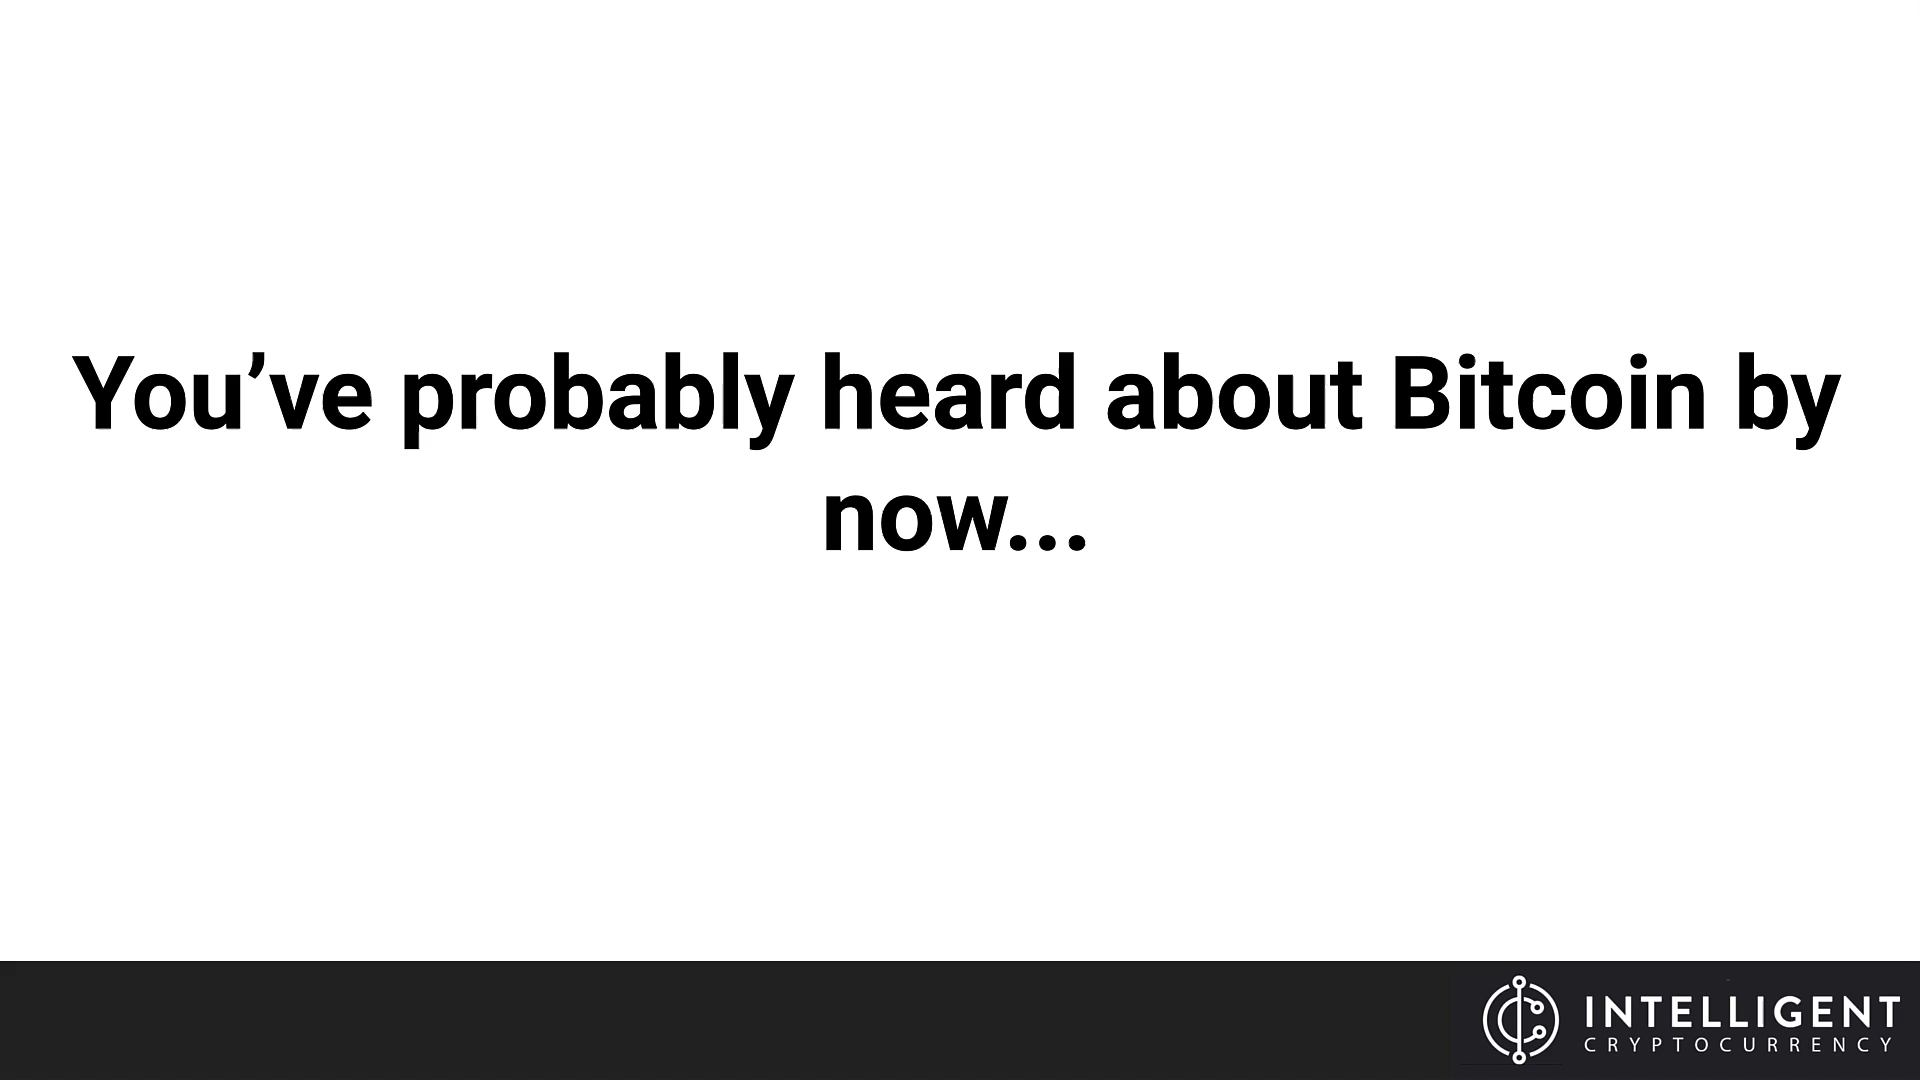 You’ve probably heard about Bitcoin by
now...
INTELLIGENT
CRYPTOCURRENCY